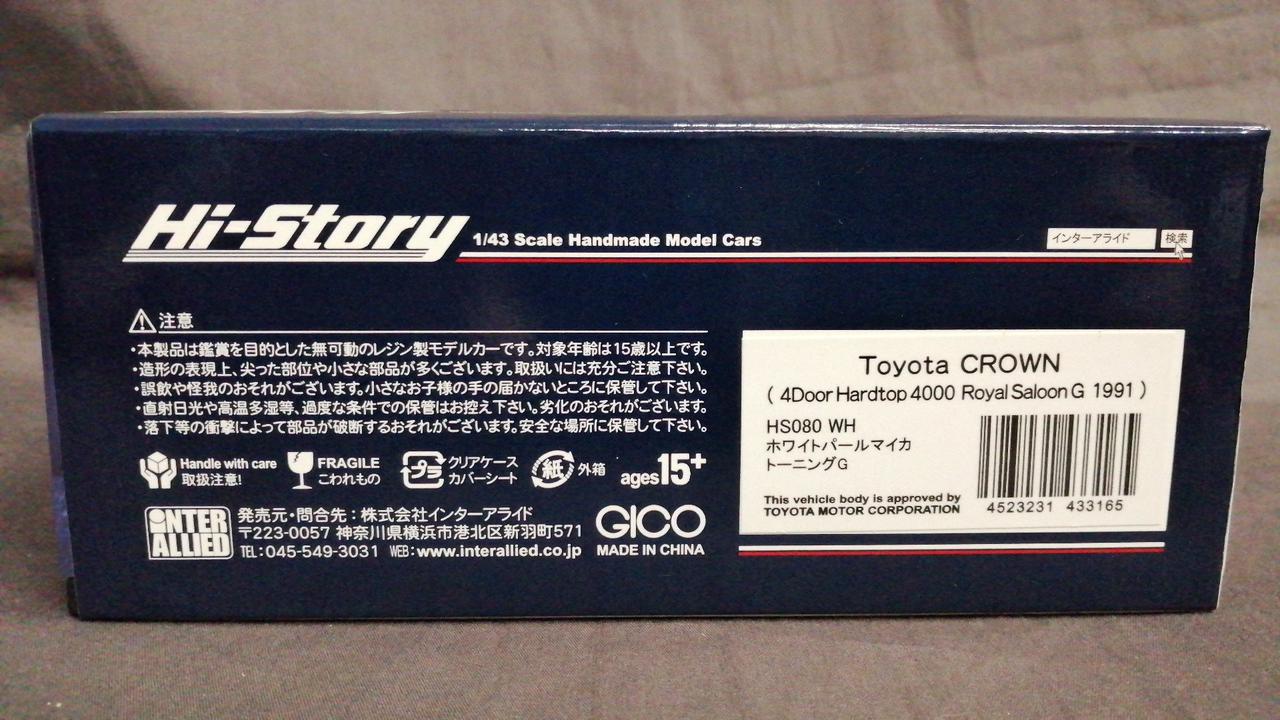 Hi-Story 1/43 Scale Handmade Model Cars
インターアライド 検索
注意
・本製品は鑑賞を目的とした無可動のレジン製モデルカーです。対象年齢は15歳以上です。
・造形の表現上、尖った部位や小さな部品が多くございます。取扱いには充分ご注意下さい。
・誤飲や怪我のおそれがございます。小さなお子様の手の届かないところに保管して下さい。
・直射日光や高温多湿等、過度な条件での保管はお控え下さい。劣化のおそれがございます。
・落下等の衝撃によって部品が破断するおそれがございます。安全な場所に保管して下さい。
Handle with care
取扱注意!
FRAGILE
こわれもの
プラ
クリアケース
カバーシート
紙
外箱
ages15+
INTER
ALLIED
発売元・問合先:株式会社インターアライド
〒223-0057 神奈川県横浜市港北区新羽町571
TEL:045-549-3031 WEB:www.interallied.co.jp
GICO
MADE IN CHINA
Toyota CROWN
( 4Door Hardtop 4000 Royal Saloon G 1991 )
HS080 WH
ホワイトパールマイカ
トーニングG
This vehicle body is approved by
TOYOTA MOTOR CORPORATION
4523231 433165